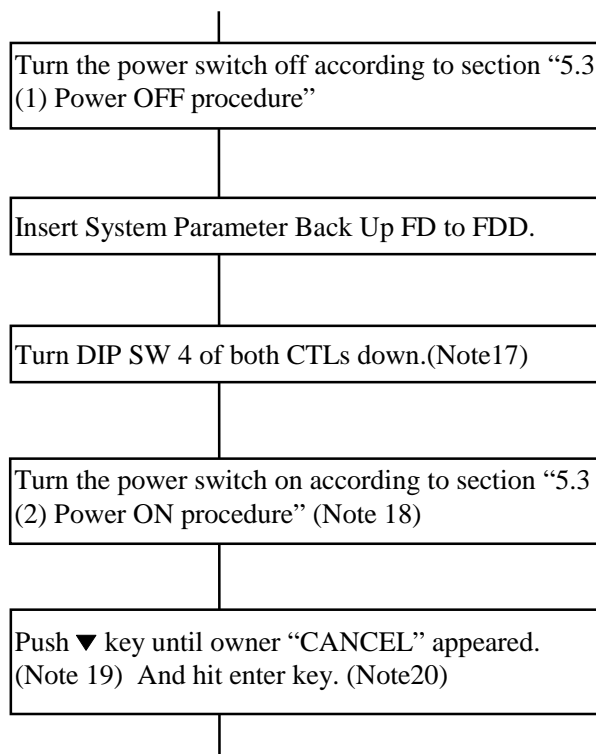 Turn the power switch off according to section “5.3
(1) Power OFF procedure”
Insert System Parameter Back Up FD to FDD.
Turn DIP SW 4 of both CTLs down.(Note17)
Turn the power switch on according to section “5.3
(2) Power ON procedure” (Note 18)
Push ▼ key until owner “CANCEL” appeared.
(Note 19)  And hit enter key. (Note20)